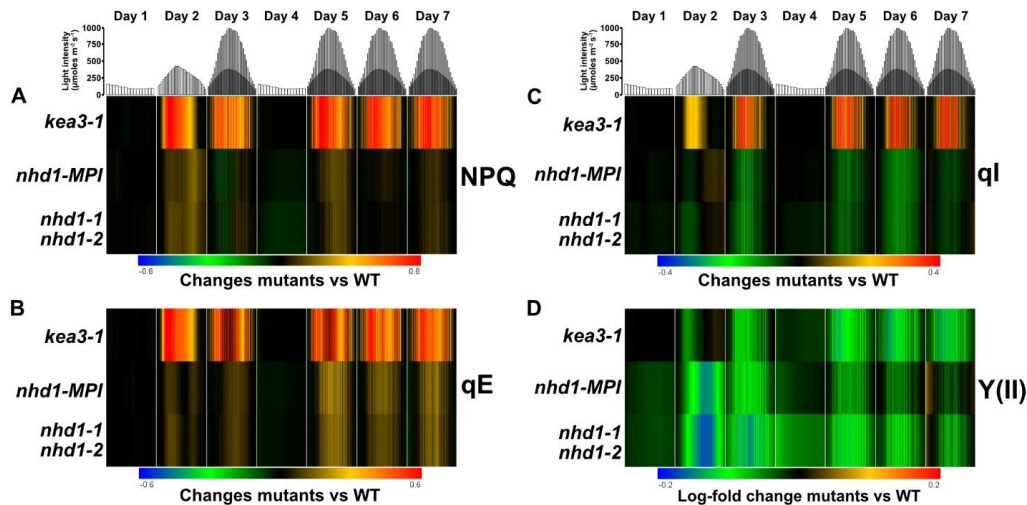 Day 1 Day 2 Day 3 Day 4 Day 5 Day 6 Day 7
Light intensity
(µmoles m⁻² s⁻¹)
1000
750
500
250
0
A
kea3-1
nhd1-MPI
nhd1-1
nhd1-2
NPQ
-0.8 0.8
Changes mutants vs WT
B
kea3-1
nhd1-MPI
nhd1-1
nhd1-2
qE
-0.6 0.6
Changes mutants vs WT
Day 1 Day 2 Day 3 Day 4 Day 5 Day 6 Day 7
Light intensity
(µmoles m⁻² s⁻¹)
1000
750
500
250
0
C
kea3-1
nhd1-MPI
nhd1-1
nhd1-2
qI
-0.4 0.4
Changes mutants vs WT
D
kea3-1
nhd1-MPI
nhd1-1
nhd1-2
Y(II)
-0.2 0.2
Log-fold change mutants vs WT